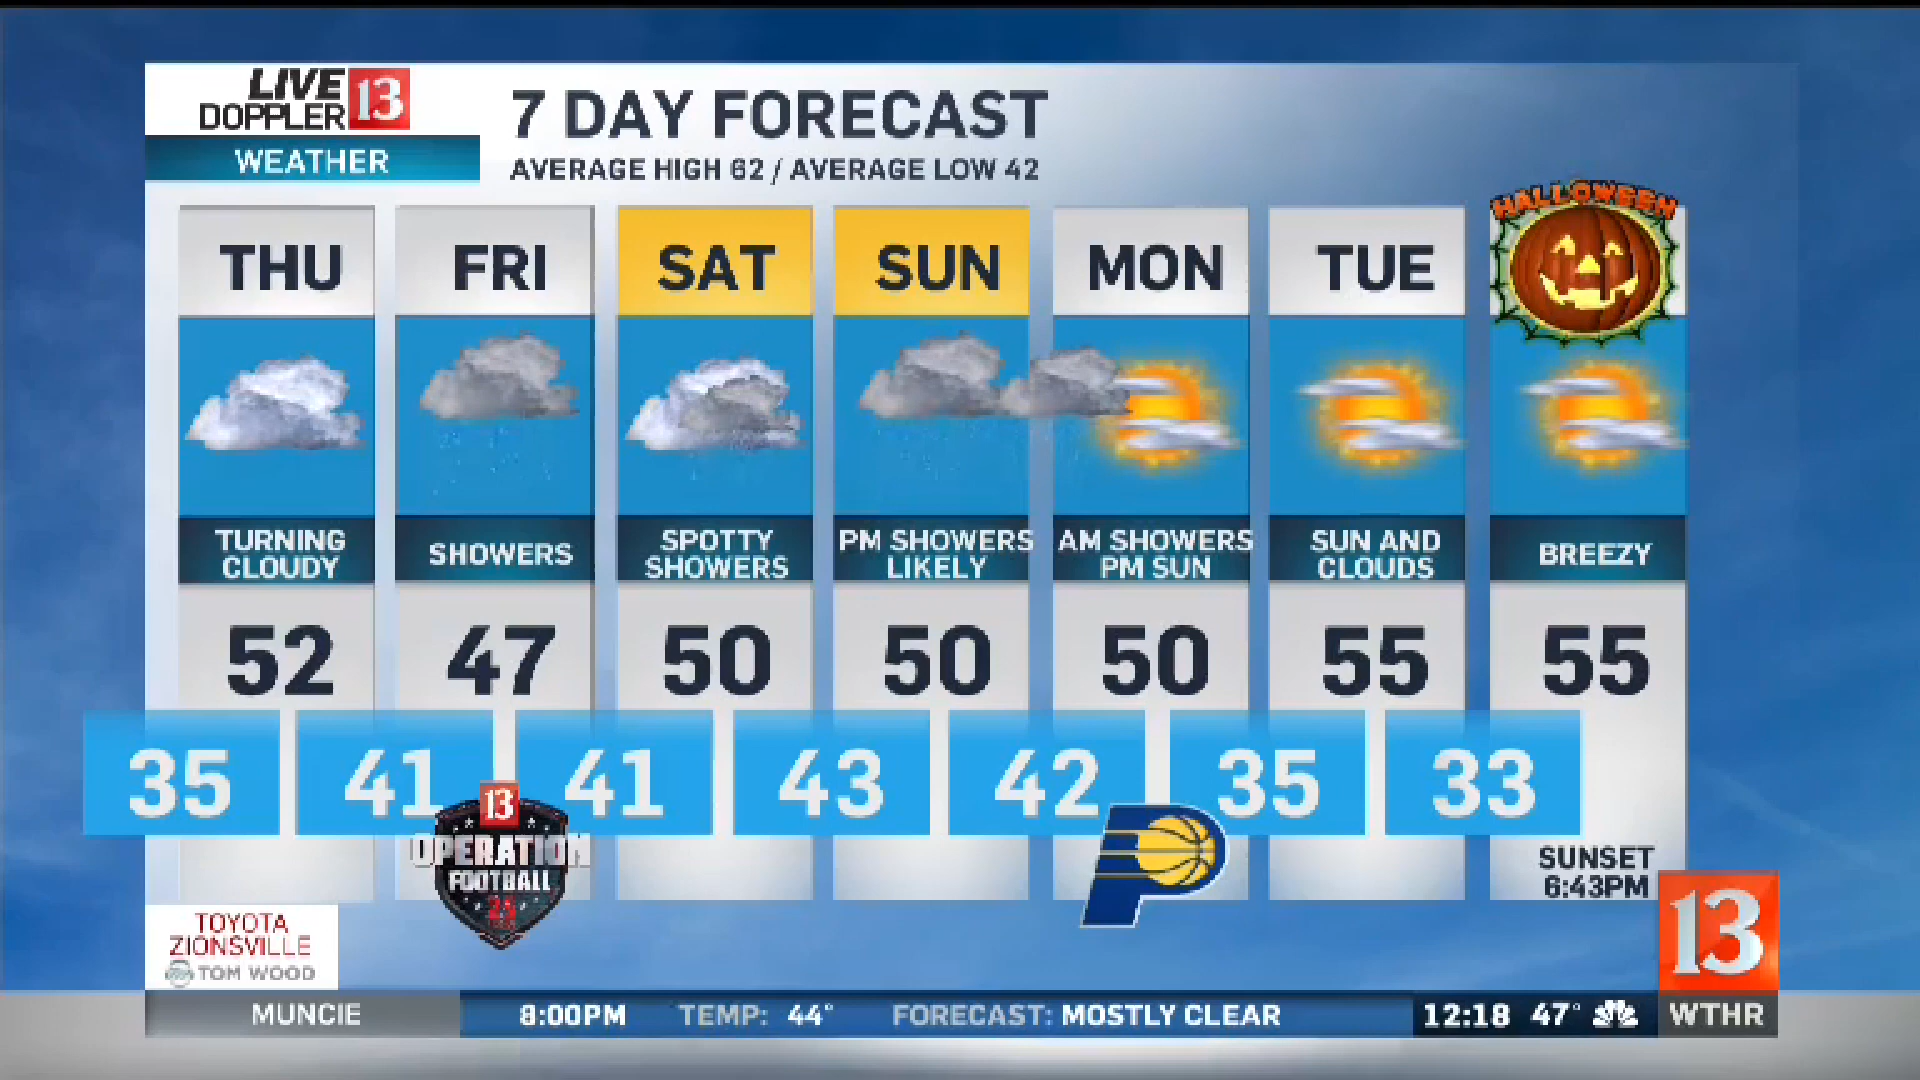 LIVE
DOPPLER 13
WEATHER
7 DAY FORECAST
AVERAGE HIGH 62 / AVERAGE LOW 42
THU
FRI
SAT
SUN
MON
TUE
HALLOWEEN
TURNING
CLOUDY
SHOWERS
SPOTTY
SHOWERS
PM SHOWERS
LIKELY
AM SHOWERS
PM SUN
SUN AND
CLOUDS
BREEZY
52
47
50
50
50
55
55
35
41
41
43
42
35
33
13
OPERATION
FOOTBALL
25
SUNSET
6:43PM
TOYOTA
ZIONSVILLE
TOM WOOD
13
MUNCIE
8:00PM TEMP: 44° FORECAST: MOSTLY CLEAR
12:18 47°
WTHR